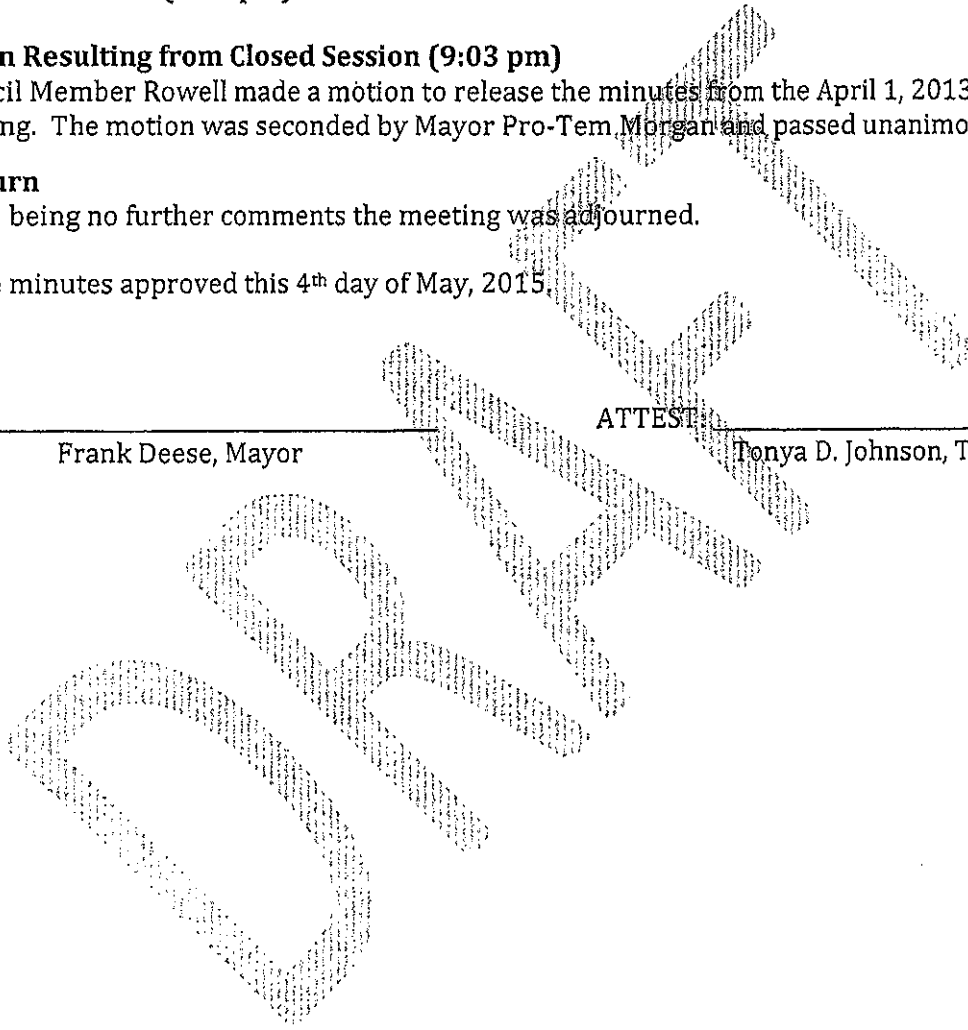 n Resulting from Closed Session (9:03 pm)
cil Member Rowell made a motion to release the minutes from the April 1, 2013
ng. The motion was seconded by Mayor Pro-Tem Morgan and passed unanimo
urn
being no further comments the meeting was adjourned.
minutes approved this 4th day of May, 2015.
ATTEST:
Frank Deese, Mayor
Tonya D. Johnson, T
DRAFT